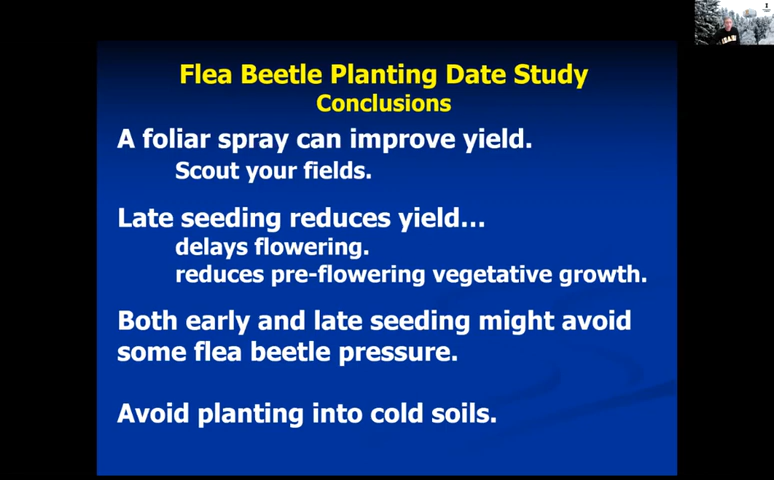 Flea Beetle Planting Date Study
Conclusions
A foliar spray can improve yield.
Scout your fields.
Late seeding reduces yield...
delays flowering.
reduces pre-flowering vegetative growth.
Both early and late seeding might avoid
some flea beetle pressure.
Avoid planting into cold soils.